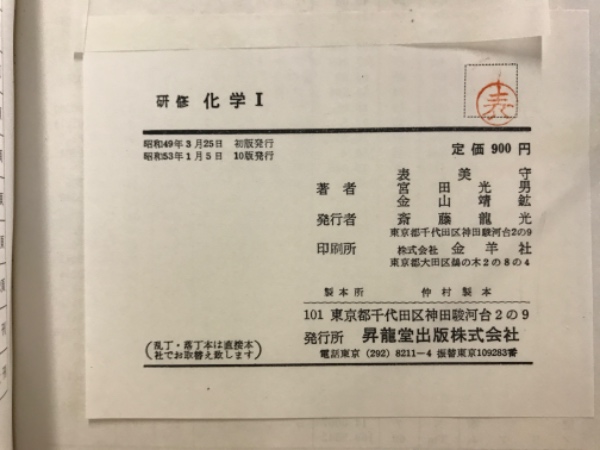 研修 化学Ⅰ
表
昭和49年3月25日 初版発行
昭和53年1月5日 10版発行
定価 900円
表 美 守
著者 宮田光男
金山靖鉱
発行者 斎藤龍光
東京都千代田区神田駿河台2の9
印刷所 株式会社 金羊社
東京都大田区鵜の木2の8の4
製本所 仲村製本
101 東京都千代田区神田駿河台2の9
発行所 昇龍堂出版株式会社
電話東京 (292) 8211-4 振替東京109283番
(乱丁・落丁本は直接本
社でお取替え致します)